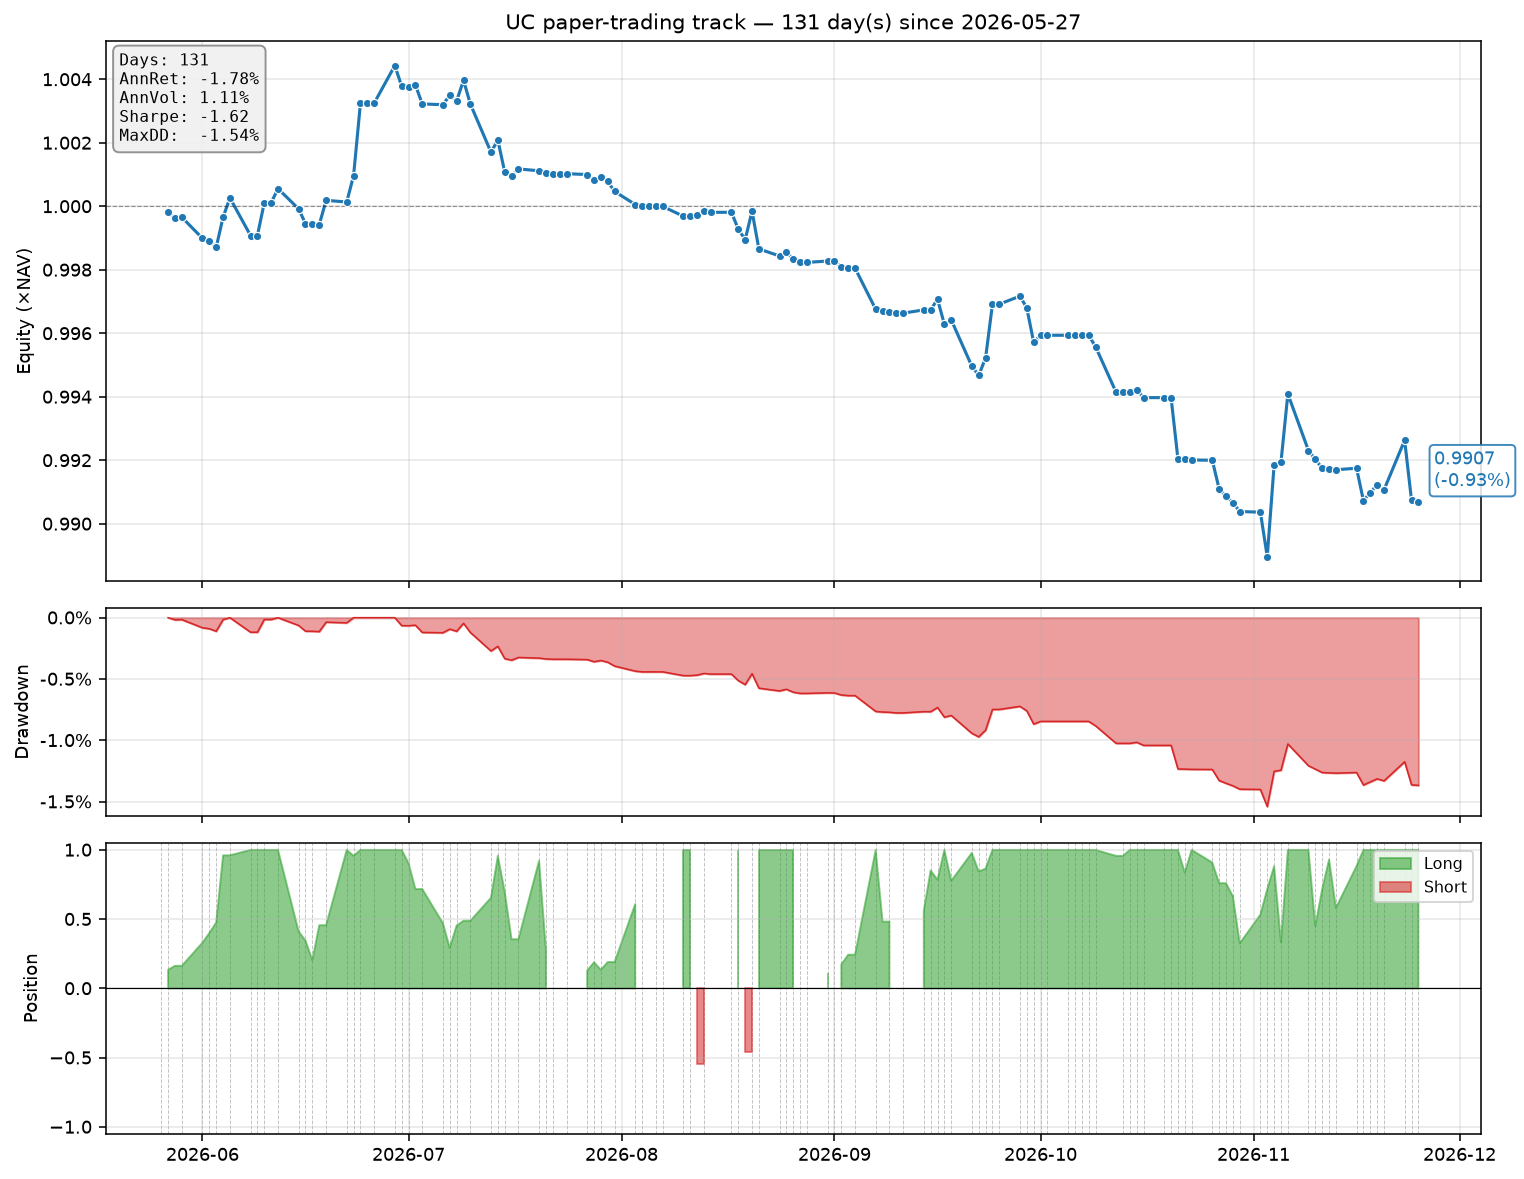 UC paper-trading track — 131 day(s) since 2026-05-27
Days: 131
AnnRet: -1.78%
AnnVol: 1.11%
Sharpe: -1.62
MaxDD:  -1.54%
Equity (×NAV)
1.004
1.002
1.000
0.998
0.996
0.994
0.992
0.990
0.9907
(-0.93%)
Drawdown
0.0%
-0.5%
-1.0%
-1.5%
Position
1.0
0.5
0.0
−0.5
−1.0
Long
Short
2026-06
2026-07
2026-08
2026-09
2026-10
2026-11
2026-12